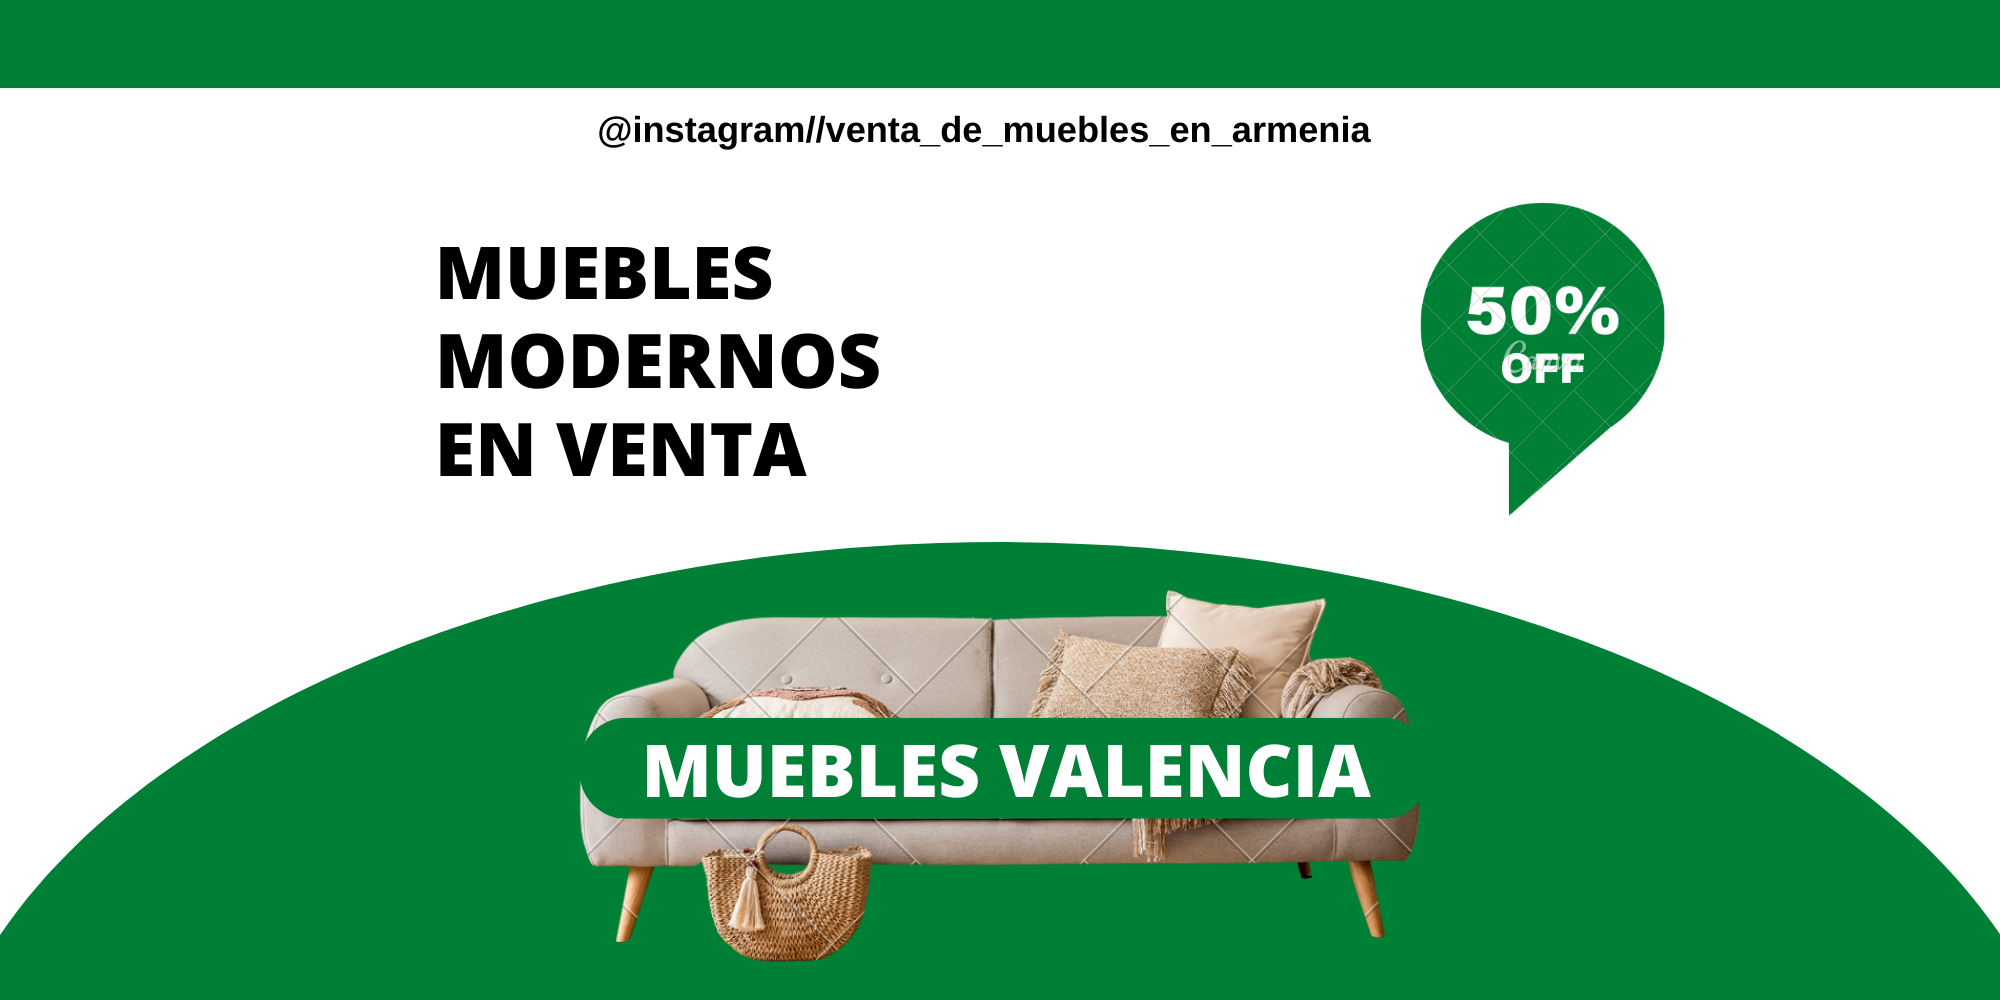 @instagram//venta_de_muebles_en_armenia
MUEBLES
MODERNOS
EN VENTA
50%
OFF
MUEBLES VALENCIA